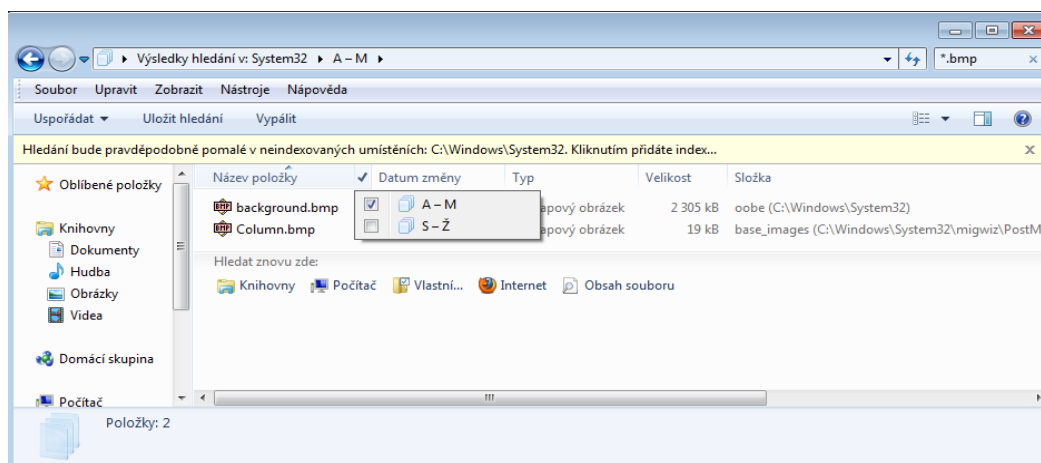 Výsledky hledání v: System32 A – M *.bmp
Soubor Upravit Zobrazit Nástroje Nápověda
Uspořádat Uložit hledání Vypálit
Hledání bude pravděpodobně pomalé v neindexovaných umístěních: C:\Windows\System32. Kliknutím přidáte index...
Oblíbené položky
Knihovny
Dokumenty
Hudba
Obrázky
Videa
Domácí skupina
Počítač
Název položky Datum změny Typ Velikost Složka
background.bmp apový obrázek 2 305 kB oobe (C:\Windows\System32)
Column.bmp apový obrázek 19 kB base_images (C:\Windows\System32\migwiz\PostM
A – M
S – Ž
Hledat znovu zde:
Knihovny Počítač Vlastní... Internet Obsah souboru
Položky: 2